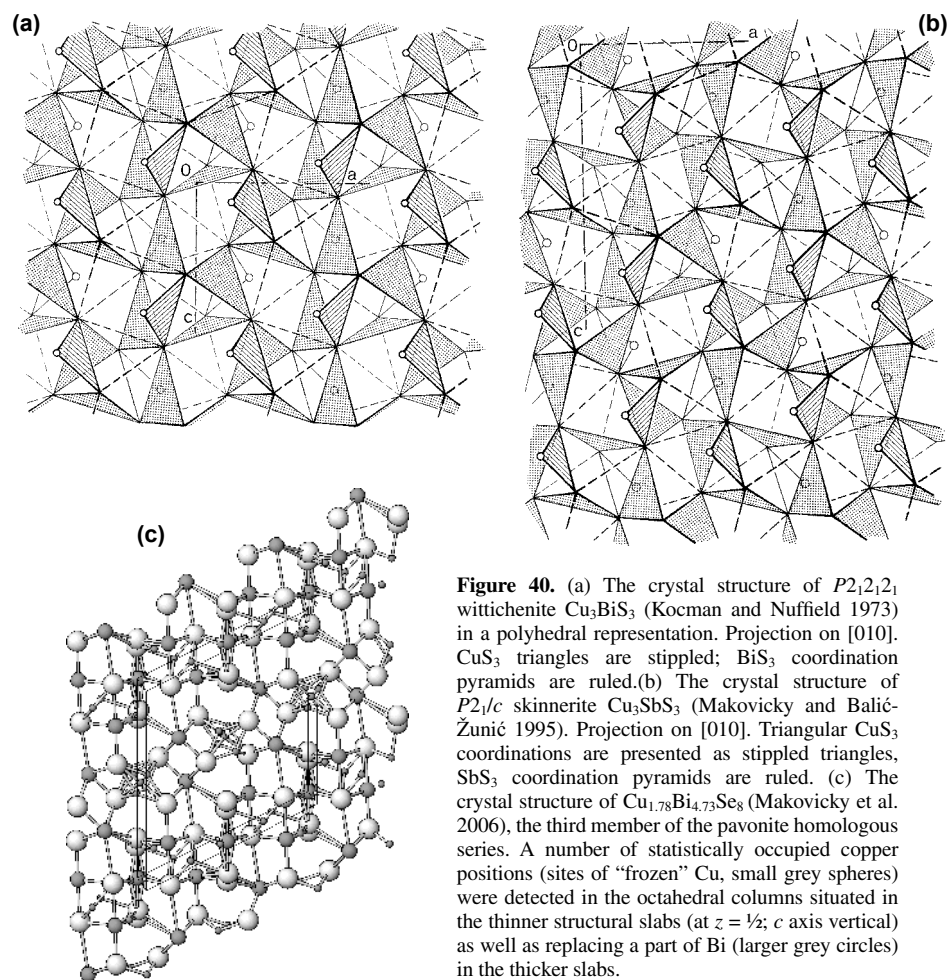 (a)
(b)
0
a
c
0
a
c
(c)
Figure 40. (a) The crystal structure of P2₁2₁2₁
wittichenite Cu₃BiS₃ (Kocman and Nuffield 1973)
in a polyhedral representation. Projection on [010].
CuS₃ triangles are stippled; BiS₃ coordination
pyramids are ruled.(b) The crystal structure of
P2₁/c skinnerite Cu₃SbS₃ (Makovicky and Balić-
Žunić 1995). Projection on [010]. Triangular CuS₃
coordinations are presented as stippled triangles,
SbS₃ coordination pyramids are ruled. (c) The
crystal structure of Cu₁.₇₈Bi₄.₇₃Se₈ (Makovicky et al.
2006), the third member of the pavonite homologous
series. A number of statistically occupied copper
positions (sites of “frozen” Cu, small grey spheres)
were detected in the octahedral columns situated in
the thinner structural slabs (at z = ½; c axis vertical)
as well as replacing a part of Bi (larger grey circles)
in the thicker slabs.